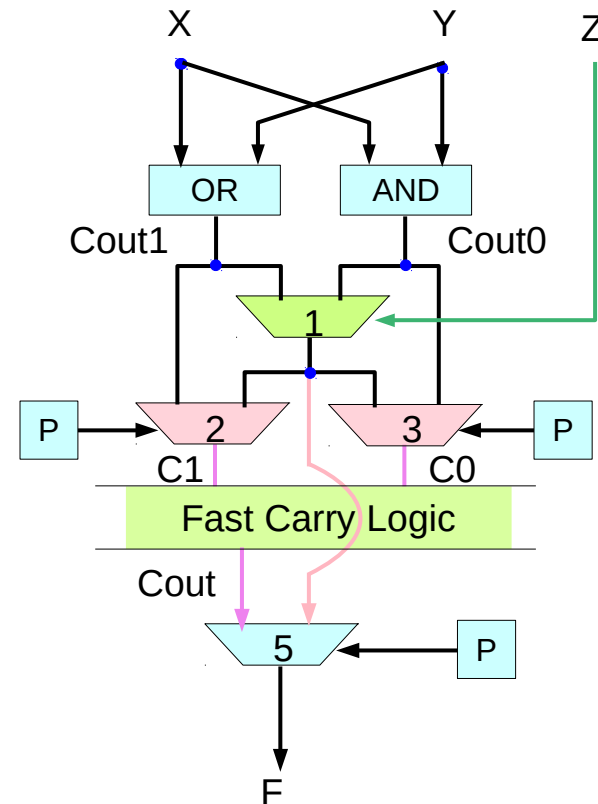 X Y Z
OR AND
Cout1 Cout0
1
P 2 3 P
C1 C0
Fast Carry Logic
Cout
5 P
F